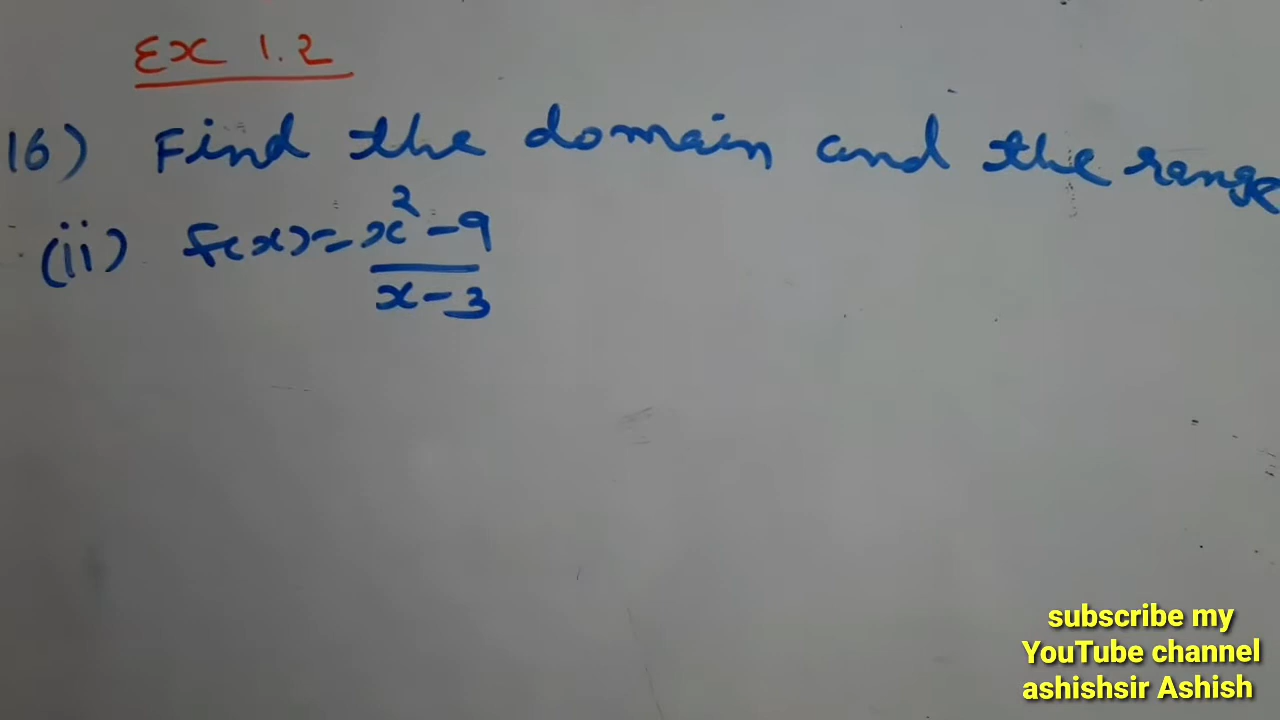 Ex 1.2
16) Find the domain and the range
(ii) f(x) = x² - 9
x - 3
subscribe my
YouTube channel
ashishsir Ashish